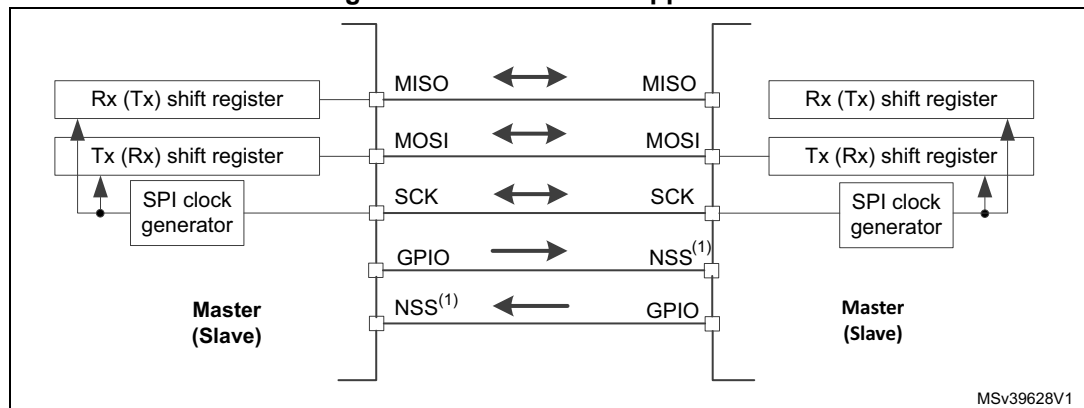 MISO MISO
Rx (Tx) shift register Rx (Tx) shift register
MOSI MOSI
Tx (Rx) shift register Tx (Rx) shift register
SCK SCK
SPI clock generator SPI clock generator
GPIO NSS(1)
NSS(1) GPIO
Master
(Slave)
Master
(Slave)
MSv39628V1